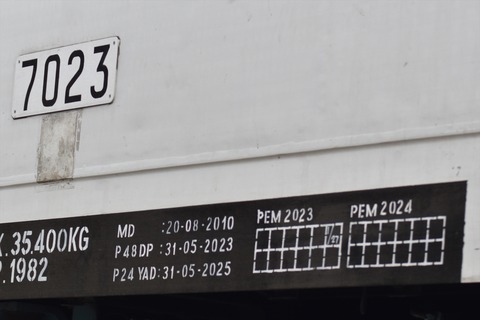 7023
35.400KG
.1982
MD :20-08-2010
P48DP :31-05-2023
P24 YAD:31-05-2025
PEM 2023
PEM 2024